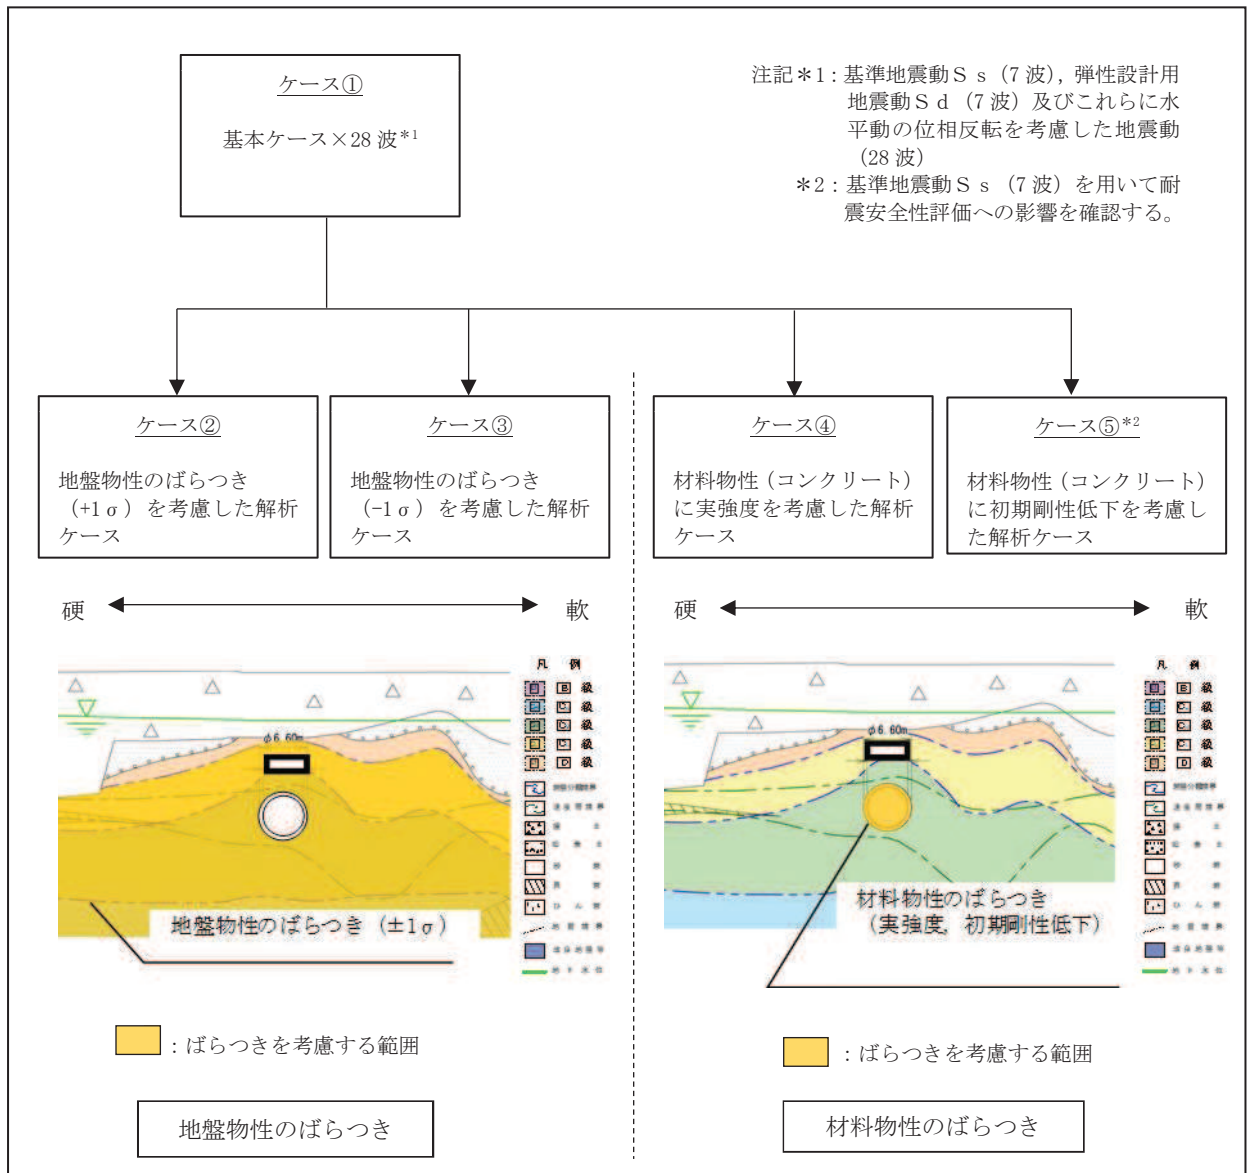 ケース①
基本ケース×28 波*1
注記＊1：基準地震動Ｓｓ（7 波），弾性設計用
地震動Ｓｄ（7 波）及びこれらに水
平動の位相反転を考慮した地震動
（28 波）
＊2：基準地震動Ｓｓ（7 波）を用いて耐
震安全性評価への影響を確認する。
ケース②
地盤物性のばらつき
（+1σ）を考慮した解析
ケース
ケース③
地盤物性のばらつき
（-1σ）を考慮した解析
ケース
ケース④
材料物性（コンクリート）
に実強度を考慮した解析
ケース
ケース⑤*2
材料物性（コンクリート）
に初期剛性低下を考慮し
た解析ケース
硬
軟
硬
軟
凡 例
B 級
級
級
級
D 級
φ6.60m
地盤物性のばらつき（±1σ）
凡 例
B 級
級
級
級
D 級
φ6.60m
材料物性のばらつき
（実強度，初期剛性低下）
：ばらつきを考慮する範囲
：ばらつきを考慮する範囲
地盤物性のばらつき
材料物性のばらつき